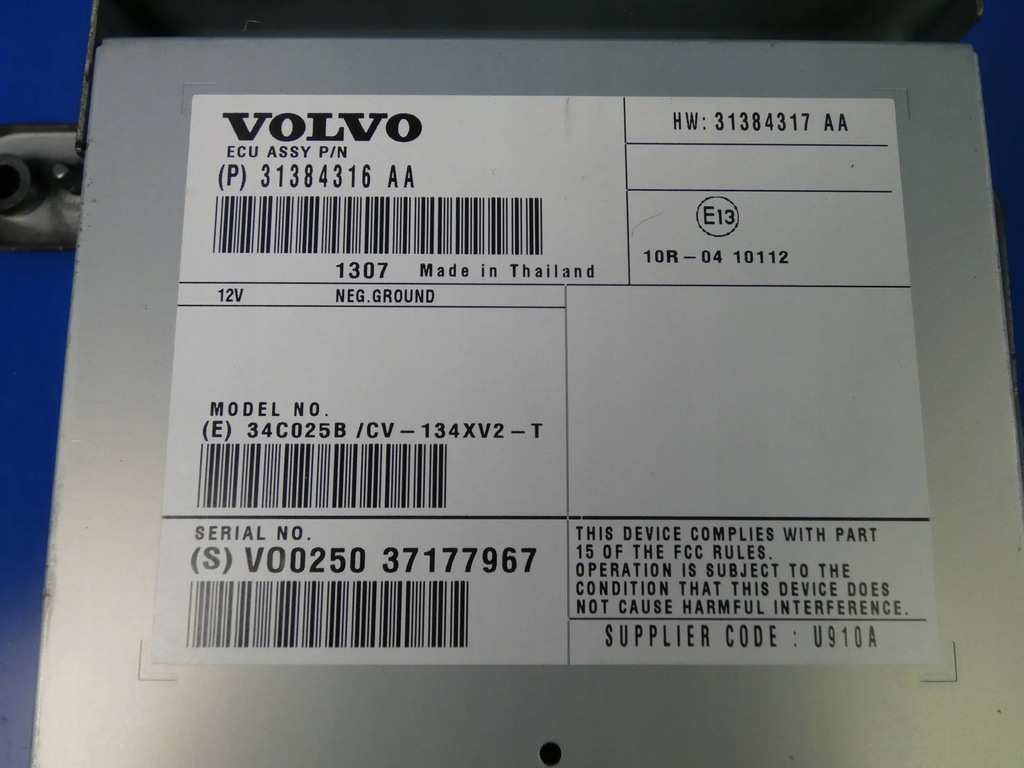 VOLVO
ECU ASSY P/N
(P) 31384316 AA
1307 Made in Thailand
HW: 31384317 AA
E13
10R-04 10112
12V NEG.GROUND
MODEL NO.
(E) 34C025B /CV-134XV2-T
SERIAL NO.
(S) VO0250 37177967
THIS DEVICE COMPLIES WITH PART
15 OF THE FCC RULES.
OPERATION IS SUBJECT TO THE
CONDITION THAT THIS DEVICE DOES
NOT CAUSE HARMFUL INTERFERENCE.
SUPPLIER CODE : U910A